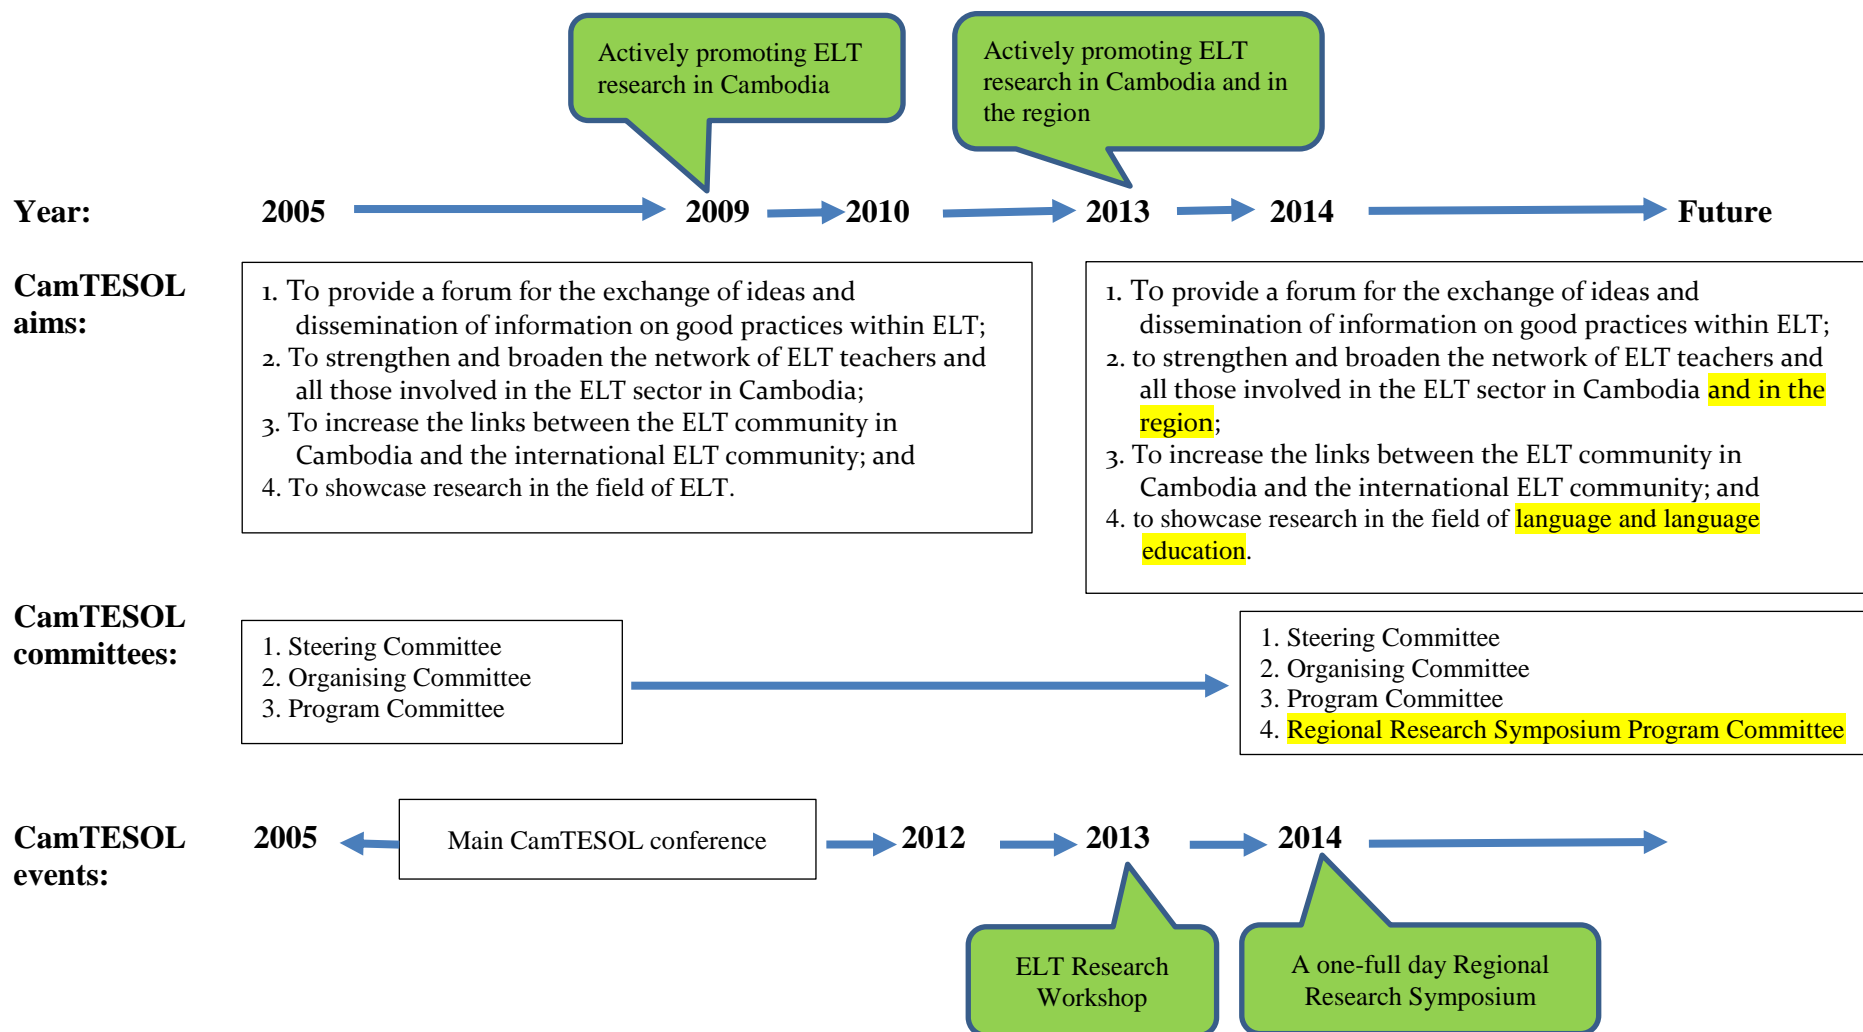 Actively promoting ELT
research in Cambodia
Actively promoting ELT
research in Cambodia and in
the region
Year:
2005
2009
2010
2013
2014
Future
CamTESOL
aims:
1. To provide a forum for the exchange of ideas and
dissemination of information on good practices within ELT;
2. To strengthen and broaden the network of ELT teachers and
all those involved in the ELT sector in Cambodia;
3. To increase the links between the ELT community in
Cambodia and the international ELT community; and
4. To showcase research in the field of ELT.
1. To provide a forum for the exchange of ideas and
dissemination of information on good practices within ELT;
2. to strengthen and broaden the network of ELT teachers and
all those involved in the ELT sector in Cambodia and in the
region;
3. To increase the links between the ELT community in
Cambodia and the international ELT community; and
4. to showcase research in the field of language and language
education.
CamTESOL
committees:
1. Steering Committee
2. Organising Committee
3. Program Committee
1. Steering Committee
2. Organising Committee
3. Program Committee
4. Regional Research Symposium Program Committee
CamTESOL
events:
2005
Main CamTESOL conference
2012
2013
2014
ELT Research
Workshop
A one-full day Regional
Research Symposium